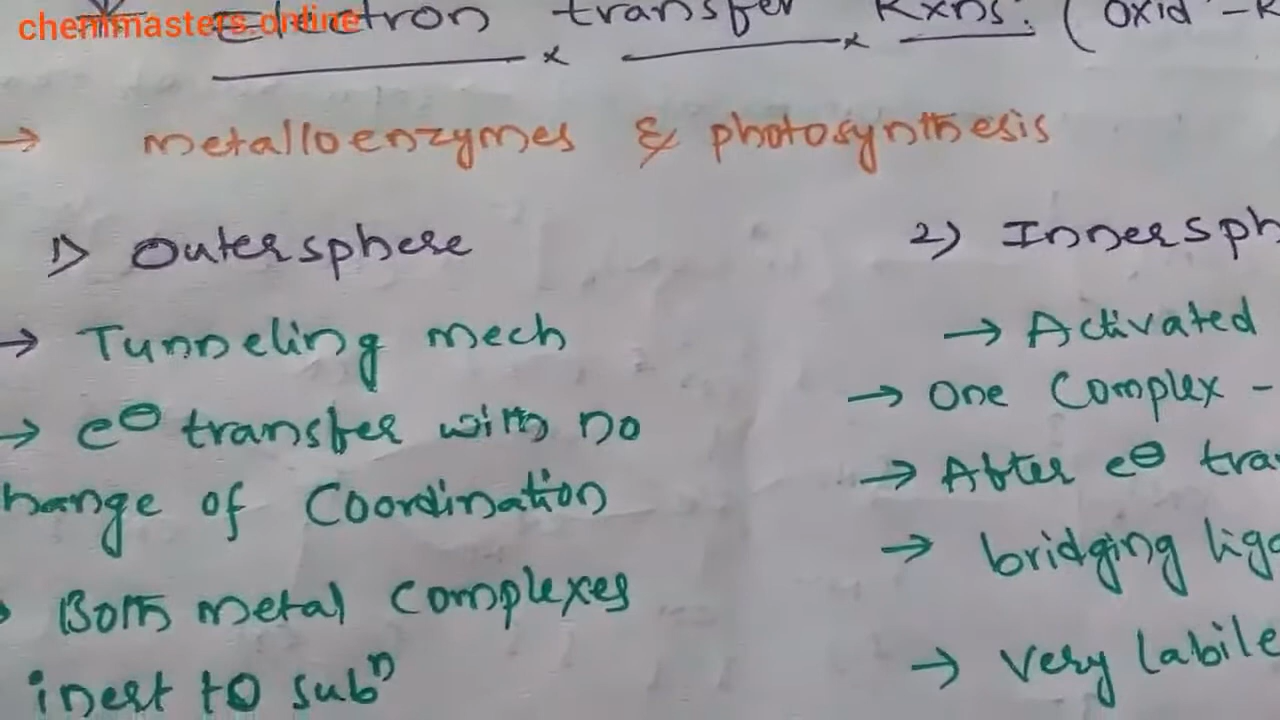 chemmasters.online
Electron transfer Rxns. (Oxid -R
→ metalloenzymes & photosynthesis
1) Outersphere
→ Tunneling mech
→ e⊖ transfer with no
hange of Coordination
Both metal Complexes
inert to subⁿ
2) Innersph
→ Activated
→ One Complex -
→ After e⊖ tra
→ bridging liga
→ Very labile